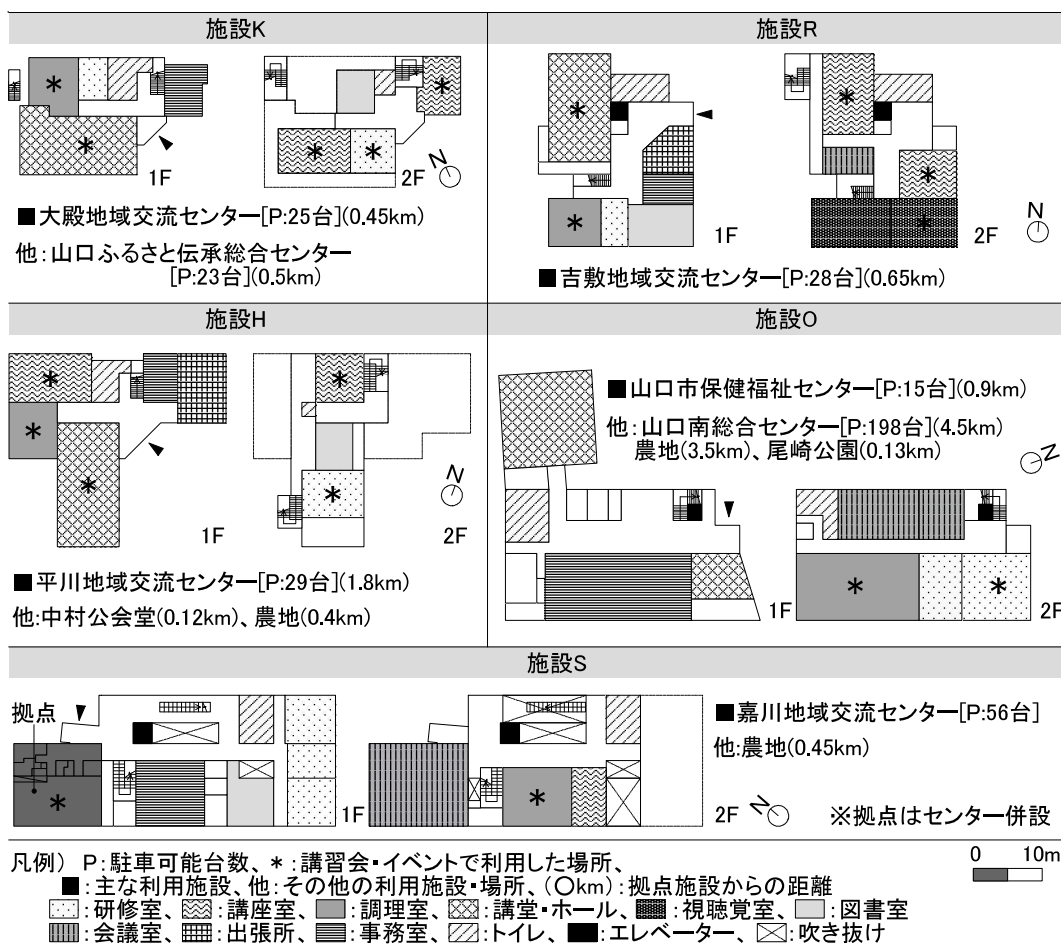 施設K
1F
2F
N
■大殿地域交流センター[P:25台](0.45km)
他:山口ふるさと伝承総合センター
[P:23台](0.5km)
施設R
1F
2F
N
■吉敷地域交流センター[P:28台](0.65km)
施設H
1F
2F
N
■平川地域交流センター[P:29台](1.8km)
他:中村公会堂(0.12km)、農地(0.4km)
施設O
■山口市保健福祉センター[P:15台](0.9km)
他:山口南総合センター[P:198台](4.5km)
農地(3.5km)、尾崎公園(0.13km)
N
1F
2F
施設S
拠点
1F
2F
N
■嘉川地域交流センター[P:56台]
他:農地(0.45km)
※拠点はセンター併設
凡例) P:駐車可能台数、*:講習会・イベントで利用した場所、
■:主な利用施設、他:その他の利用施設・場所、(○km):拠点施設からの距離
:研修室、:講座室、:調理室、:講堂・ホール、:視聴覚室、:図書室
:会議室、:出張所、:事務室、:トイレ、:エレベーター、:吹き抜け
0 10m